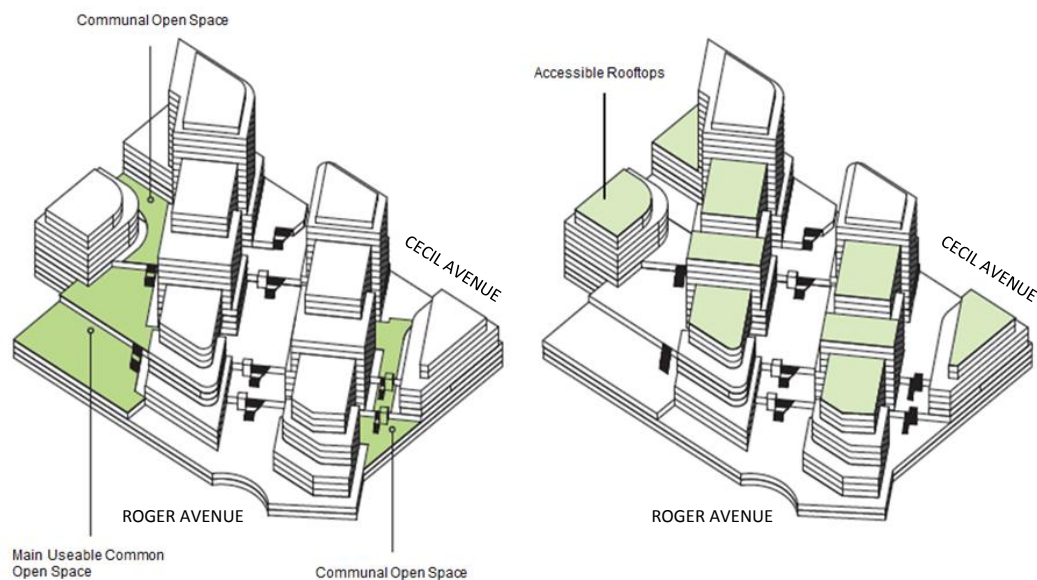 Communal Open Space
CECIL AVENUE
ROGER AVENUE
Main Useable Common
Open Space
Communal Open Space
Accessible Rooftops
CECIL AVENUE
ROGER AVENUE